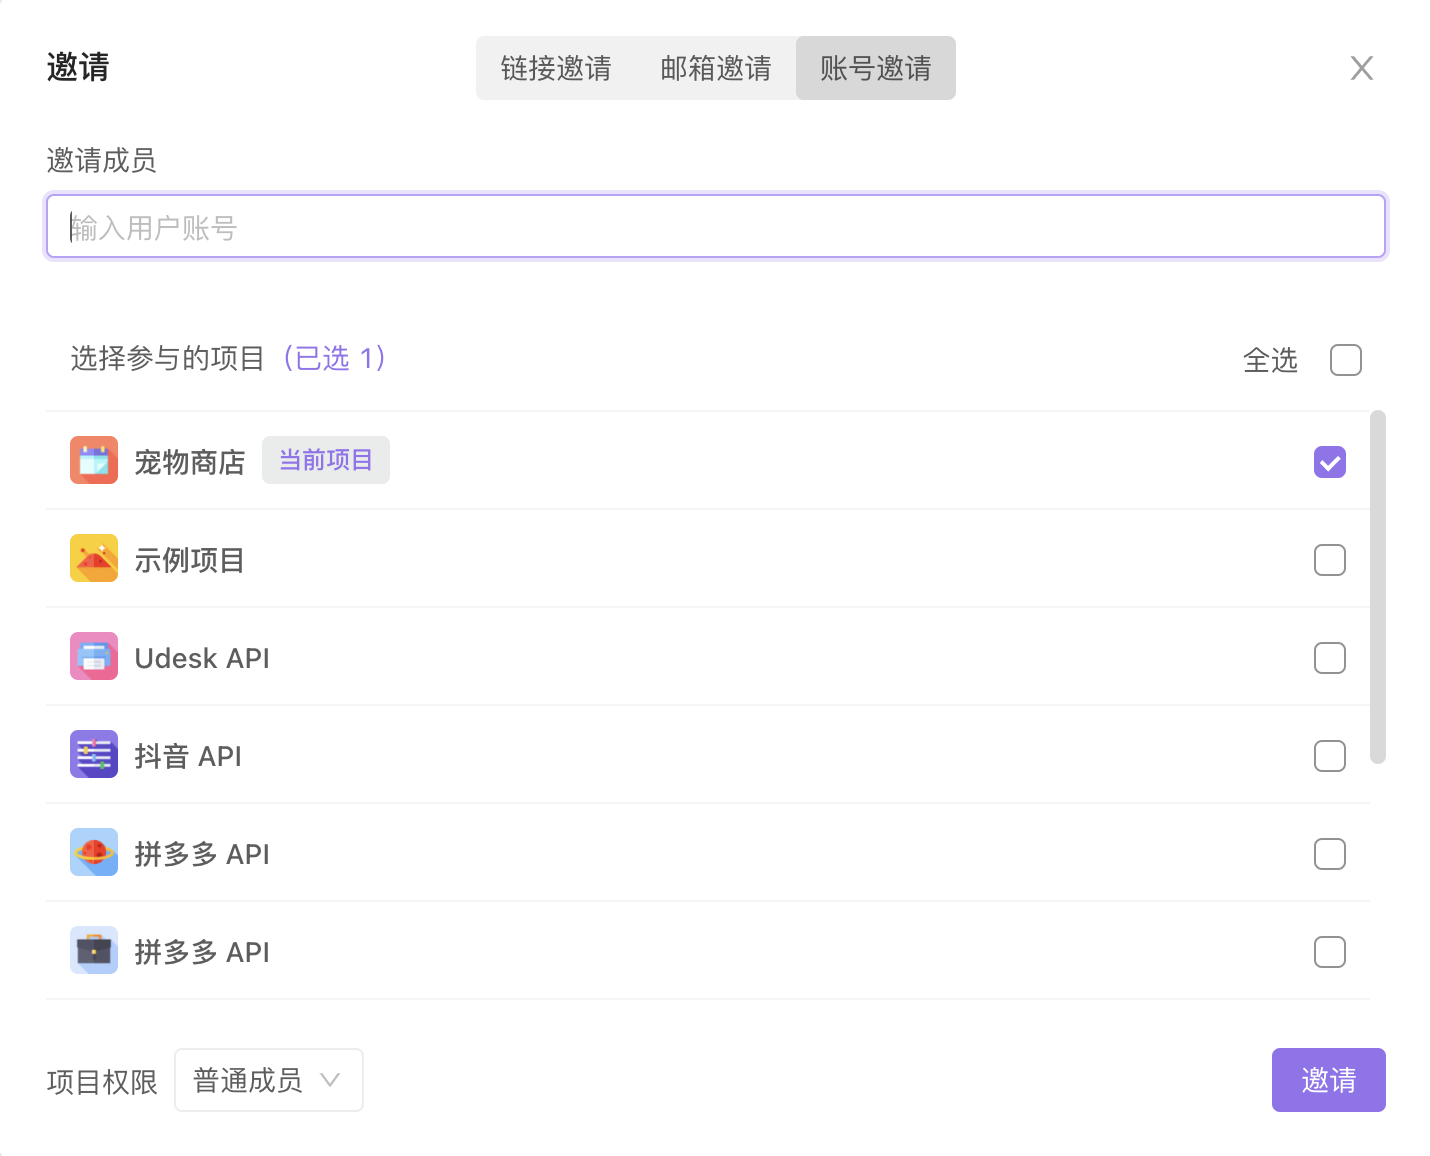 邀请
链接邀请 邮箱邀请 账号邀请
邀请成员
输入用户账号
选择参与的项目（已选 1） 全选
宠物商店 当前项目
示例项目
Udesk API
抖音 API
拼多多 API
拼多多 API
项目权限 普通成员 邀请